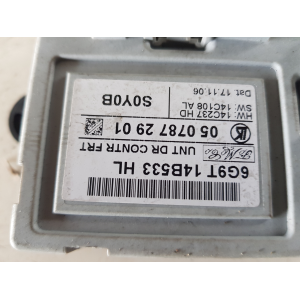 6G9T 14B533 HL
UNT DR CONTR FRT
05 0787 29 01
HW: 14C237 HD
SW: 14C108 AL
Dat. 17.11.06
S0Y0B